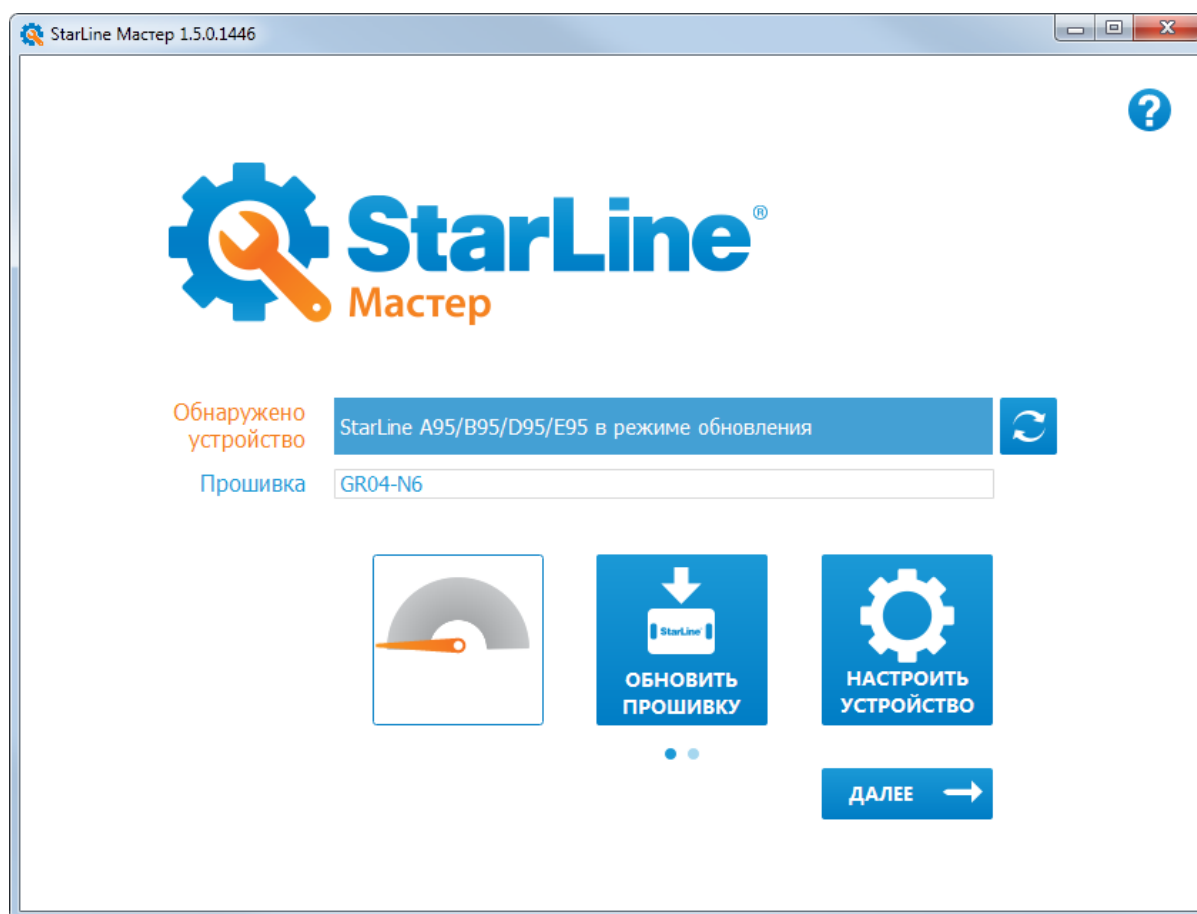 StarLine Мастер 1.5.0.1446
?
StarLine®
Мастер
Обнаружено
устройство
StarLine A95/B95/D95/E95 в режиме обновления
Прошивка
GR04-N6
StarLine
ОБНОВИТЬ
ПРОШИВКУ
НАСТРОИТЬ
УСТРОЙСТВО
ДАЛЕЕ